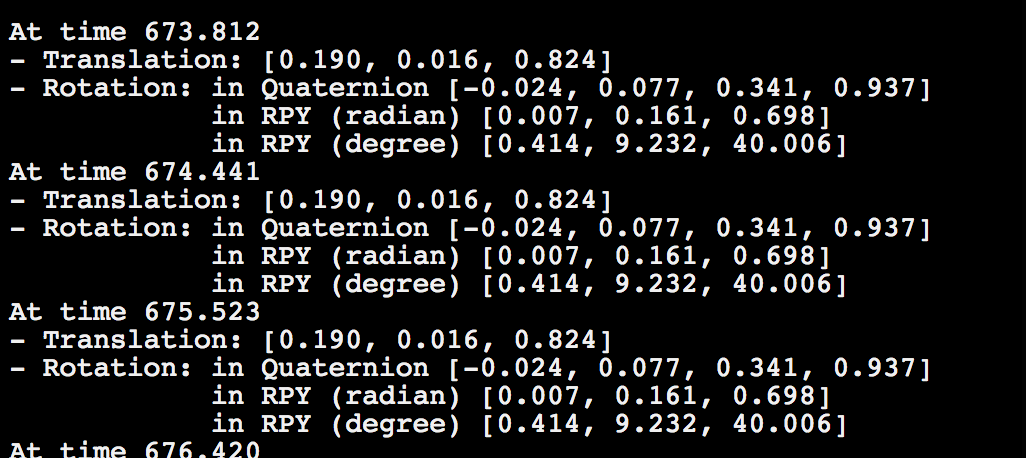 At time 673.812
- Translation: [0.190, 0.016, 0.824]
- Rotation: in Quaternion [-0.024, 0.077, 0.341, 0.937]
            in RPY (radian) [0.007, 0.161, 0.698]
            in RPY (degree) [0.414, 9.232, 40.006]
At time 674.441
- Translation: [0.190, 0.016, 0.824]
- Rotation: in Quaternion [-0.024, 0.077, 0.341, 0.937]
            in RPY (radian) [0.007, 0.161, 0.698]
            in RPY (degree) [0.414, 9.232, 40.006]
At time 675.523
- Translation: [0.190, 0.016, 0.824]
- Rotation: in Quaternion [-0.024, 0.077, 0.341, 0.937]
            in RPY (radian) [0.007, 0.161, 0.698]
            in RPY (degree) [0.414, 9.232, 40.006]
At time 676.420